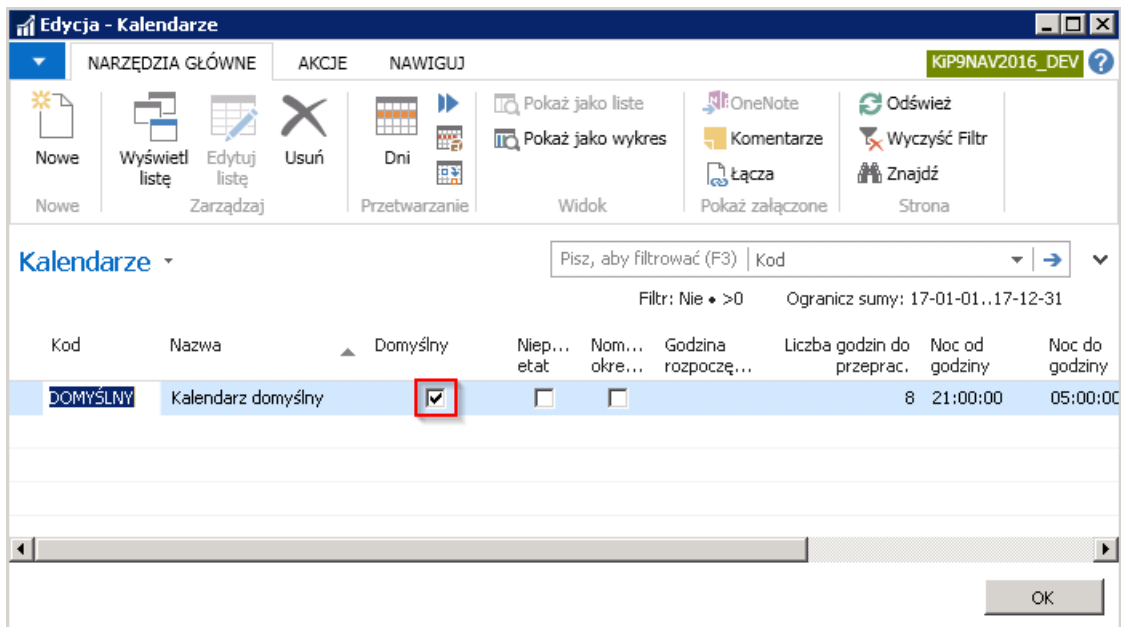 Edycja - Kalendarze
NARZĘDZIA GŁÓWNE AKCJE NAWIGUJ KiP9NAV2016_DEV ?
Nowe
Wyświetl listę
Edytuj listę
Usuń
Dni
Pokaż jako liste
Pokaż jako wykres
OneNote
Komentarze
Łącza
Odśwież
Wyczyść Filtr
Znajdź
Nowe Zarządzaj Przetwarzanie Widok Pokaż załączone Strona
Kalendarze
Pisz, aby filtrować (F3) Kod
Filtr: Nie • >0 Ogranicz sumy: 17-01-01..17-12-31
Kod Nazwa Domyślny Niep... Nom... Godzina Liczba godzin do Noc od Noc do
etat okre... rozpoczę... przeprac. godziny godziny
DOMYŚLNY Kalendarz domyślny 8 21:00:00 05:00:00
OK